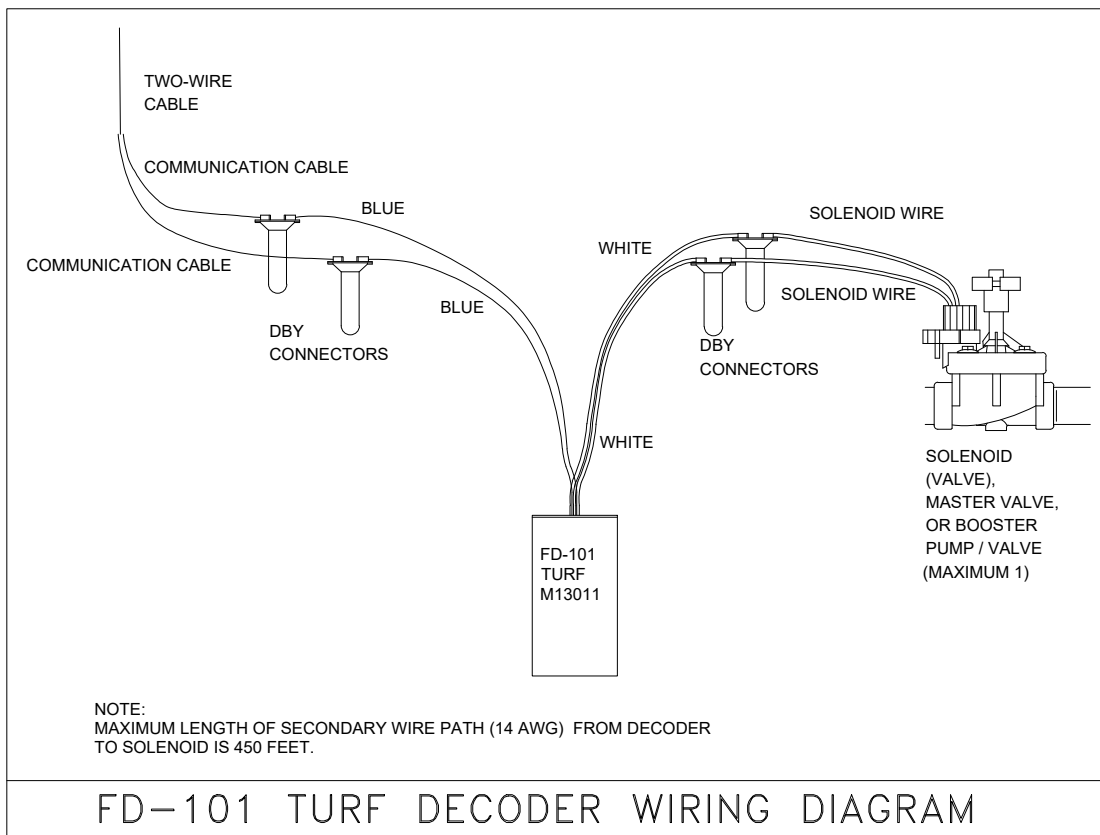 TWO-WIRE
CABLE
COMMUNICATION CABLE
BLUE
COMMUNICATION CABLE
BLUE
DBY
CONNECTORS
SOLENOID WIRE
WHITE
SOLENOID WIRE
DBY
CONNECTORS
WHITE
SOLENOID
(VALVE),
MASTER VALVE,
OR BOOSTER
PUMP / VALVE
(MAXIMUM 1)
FD-101
TURF
M13011
NOTE:
MAXIMUM LENGTH OF SECONDARY WIRE PATH (14 AWG) FROM DECODER
TO SOLENOID IS 450 FEET.
FD-101 TURF DECODER WIRING DIAGRAM